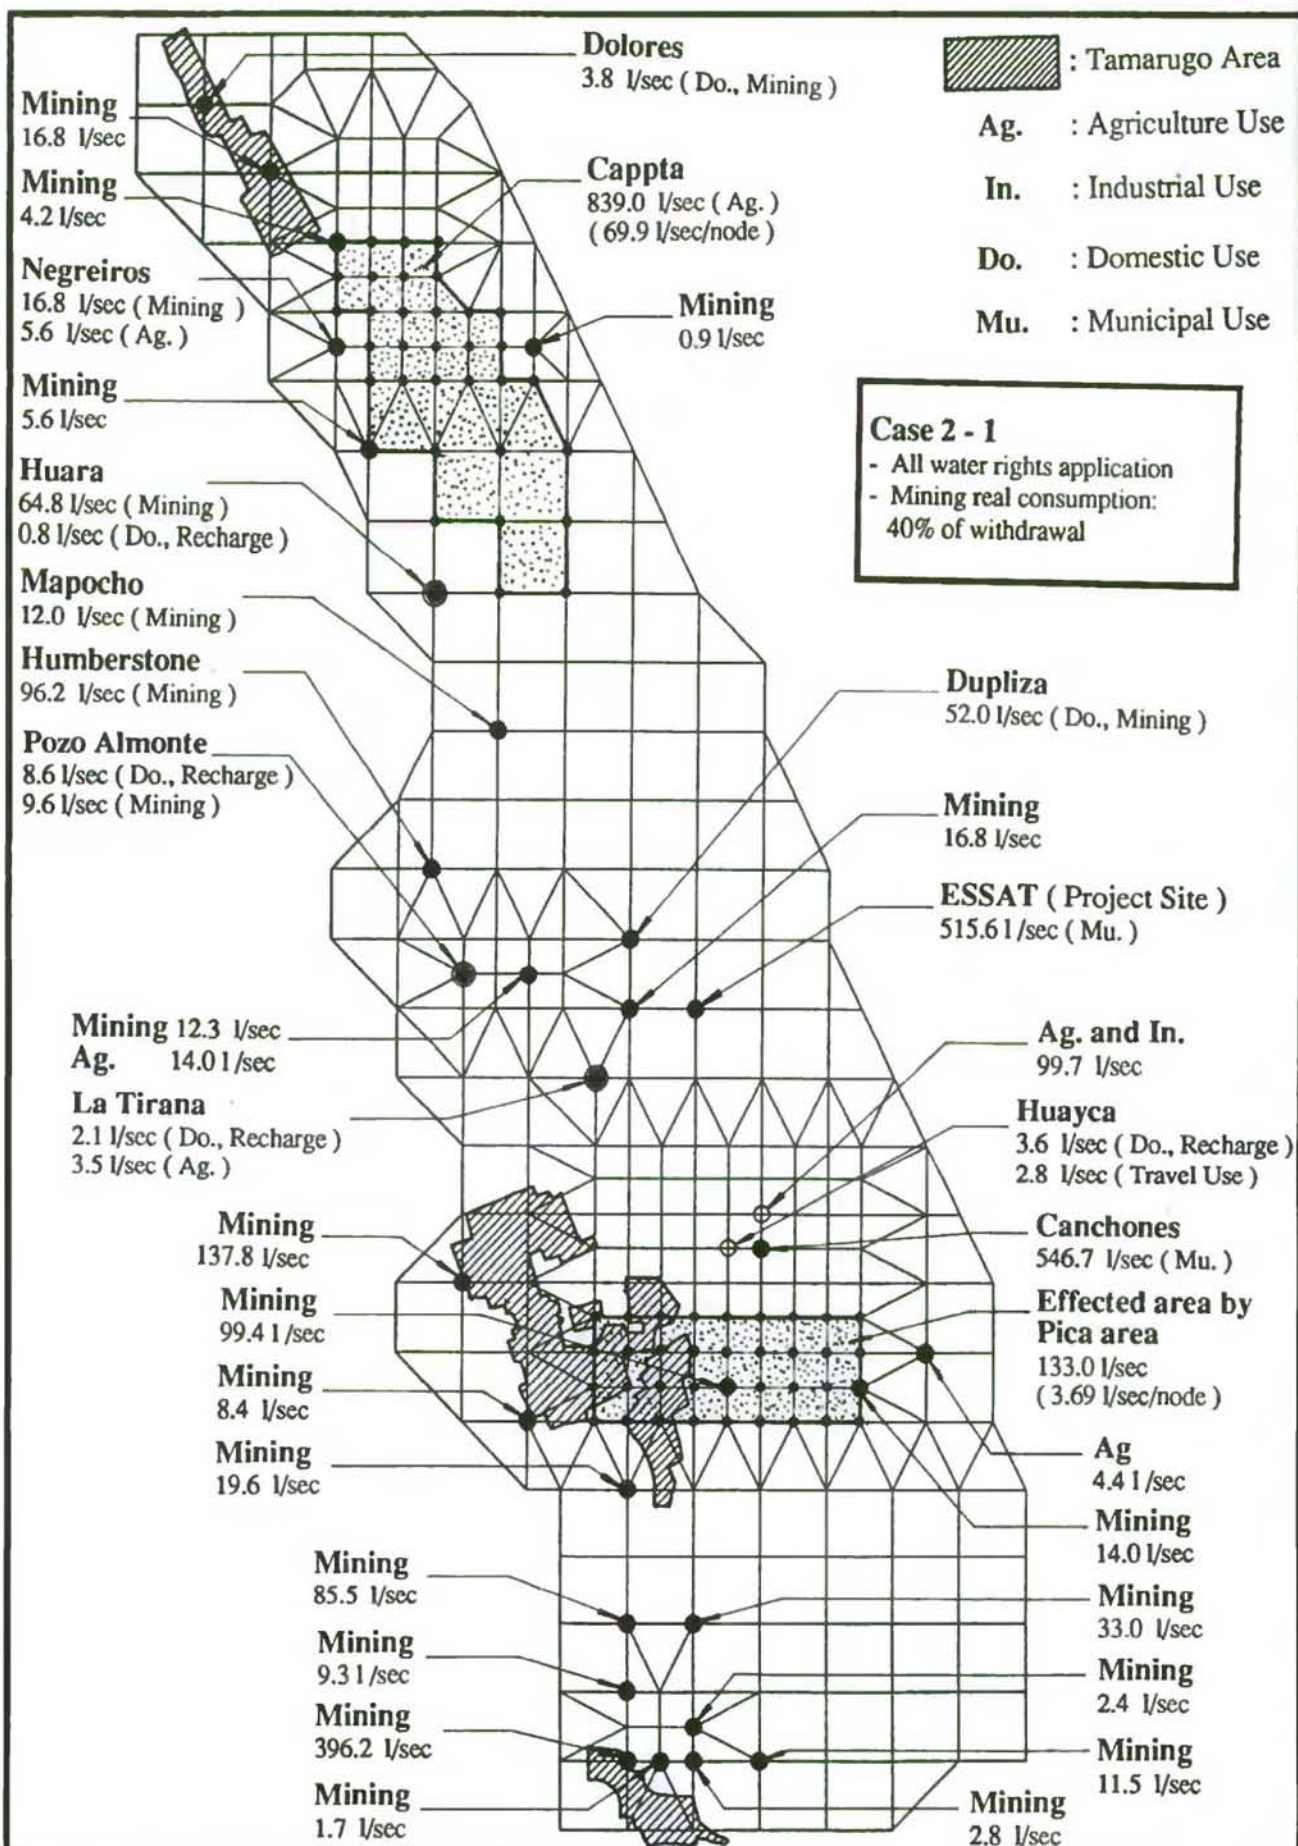 Dolores
3.8 l/sec ( Do., Mining )
Mining
16.8 l/sec
Mining
4.2 l/sec
Cappta
839.0 l/sec ( Ag. )
( 69.9 l/sec/node )
Negreiros
16.8 l/sec ( Mining )
5.6 l/sec ( Ag. )
Mining
0.9 l/sec
Mining
5.6 l/sec
Huara
64.8 l/sec ( Mining )
0.8 l/sec ( Do., Recharge )
Mapocho
12.0 l/sec ( Mining )
Humberstone
96.2 l/sec ( Mining )
Pozo Almonte
8.6 l/sec ( Do., Recharge )
9.6 l/sec ( Mining )
: Tamarugo Area
Ag. : Agriculture Use
In. : Industrial Use
Do. : Domestic Use
Mu. : Municipal Use
Case 2 - 1
- All water rights application
- Mining real consumption:
40% of withdrawal
Dupliza
52.0 l/sec ( Do., Mining )
Mining
16.8 l/sec
ESSAT ( Project Site )
515.6 l/sec ( Mu. )
Mining 12.3 l/sec
Ag. 14.0 l/sec
La Tirana
2.1 l/sec ( Do., Recharge )
3.5 l/sec ( Ag. )
Ag. and In.
99.7 l/sec
Huayca
3.6 l/sec ( Do., Recharge )
2.8 l/sec ( Travel Use )
Mining
137.8 l/sec
Canchones
546.7 l/sec ( Mu. )
Mining
99.4 l/sec
Effected area by
Pica area
133.0 l/sec
( 3.69 l/sec/node )
Mining
8.4 l/sec
Mining
19.6 l/sec
Ag
4.4 l/sec
Mining
14.0 l/sec
Mining
85.5 l/sec
Mining
33.0 l/sec
Mining
9.3 l/sec
Mining
2.4 l/sec
Mining
396.2 l/sec
Mining
11.5 l/sec
Mining
1.7 l/sec
Mining
2.8 l/sec